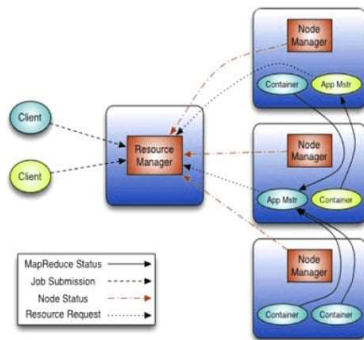 Node
Manager
Container
App Mstr
Client
Resource
Manager
Node
Manager
Client
App Mstr
Container
Node
Manager
Container
Container
MapReduce Status
Job Submission
Node Status
Resource Request